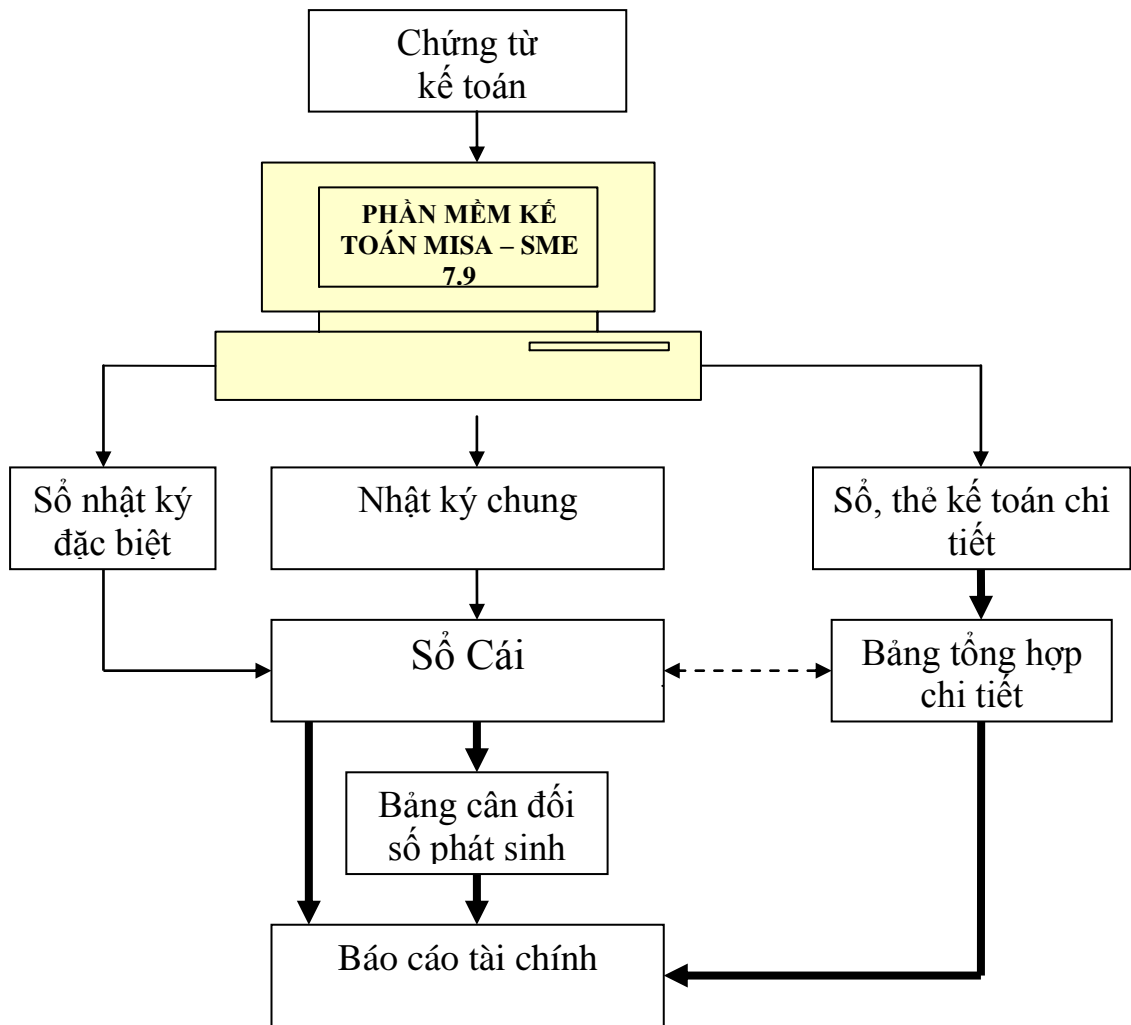 Chứng từ
kế toán
PHẦN MỀM KẾ
TOÁN MISA – SME
7.9
Sổ nhật ký
đặc biệt
Nhật ký chung
Sổ, thẻ kế toán chi
tiết
Sổ Cái
Bảng tổng hợp
chi tiết
Bảng cân đối
số phát sinh
Báo cáo tài chính